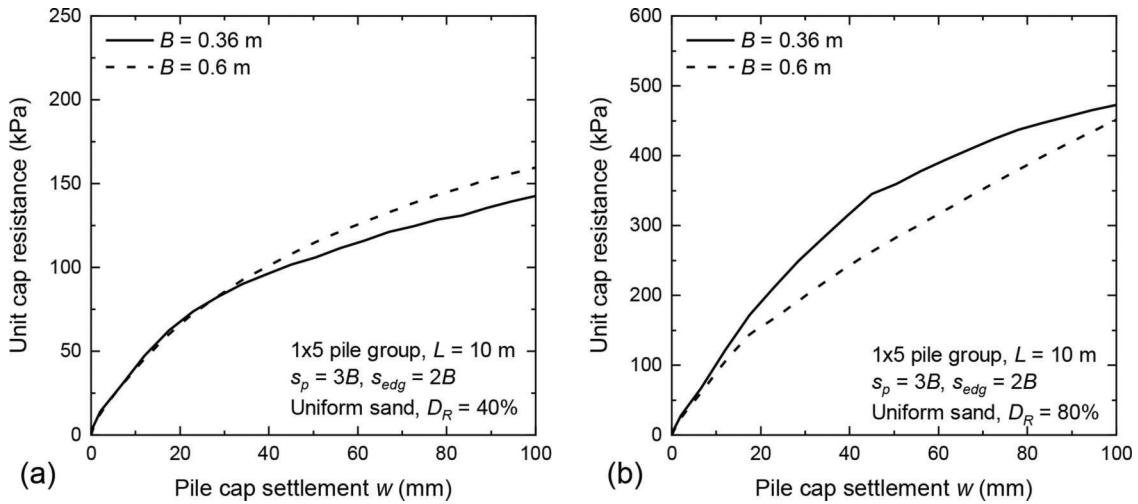 250
200
150
100
50
0
Unit cap resistance (kPa)
B = 0.36 m
B = 0.6 m
1x5 pile group, L = 10 m
s_p = 3B, s_edg = 2B
Uniform sand, D_R = 40%
0 20 40 60 80 100
(a)
Pile cap settlement w (mm)
600
500
400
300
200
100
0
Unit cap resistance (kPa)
B = 0.36 m
B = 0.6 m
1x5 pile group, L = 10 m
s_p = 3B, s_edg = 2B
Uniform sand, D_R = 80%
0 20 40 60 80 100
(b)
Pile cap settlement w (mm)